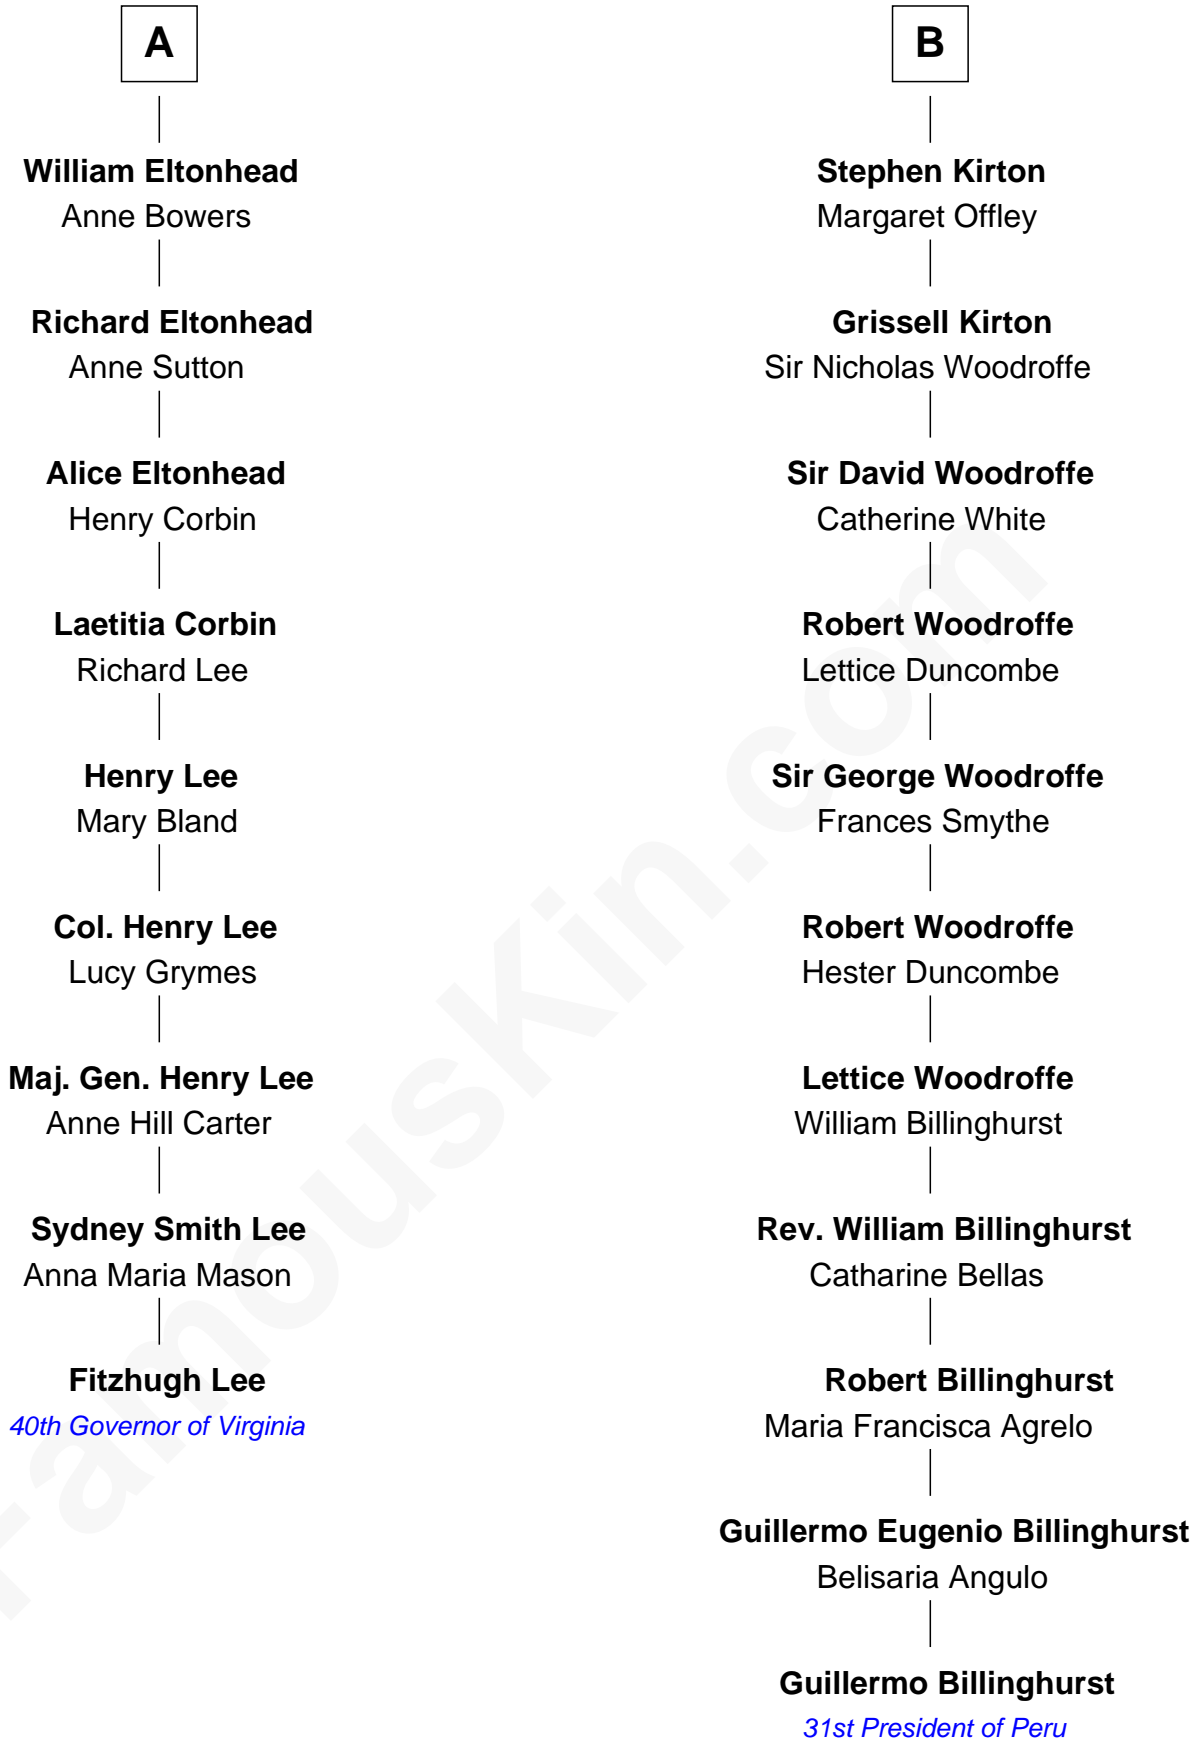 A
William Eltonhead
Anne Bowers
Richard Eltonhead
Anne Sutton
Alice Eltonhead
Henry Corbin
Laetitia Corbin
Richard Lee
Henry Lee
Mary Bland
Col. Henry Lee
Lucy Grymes
Maj. Gen. Henry Lee
Anne Hill Carter
Sydney Smith Lee
Anna Maria Mason
Fitzhugh Lee
40th Governor of Virginia
B
Stephen Kirton
Margaret Offley
Grissell Kirton
Sir Nicholas Woodroffe
Sir David Woodroffe
Catherine White
Robert Woodroffe
Lettice Duncombe
Sir George Woodroffe
Frances Smythe
Robert Woodroffe
Hester Duncombe
Lettice Woodroffe
William Billinghurst
Rev. William Billinghurst
Catharine Bellas
Robert Billinghurst
Maria Francisca Agrelo
Guillermo Eugenio Billinghurst
Belisaria Angulo
Guillermo Billinghurst
31st President of Peru
FamousKin.com